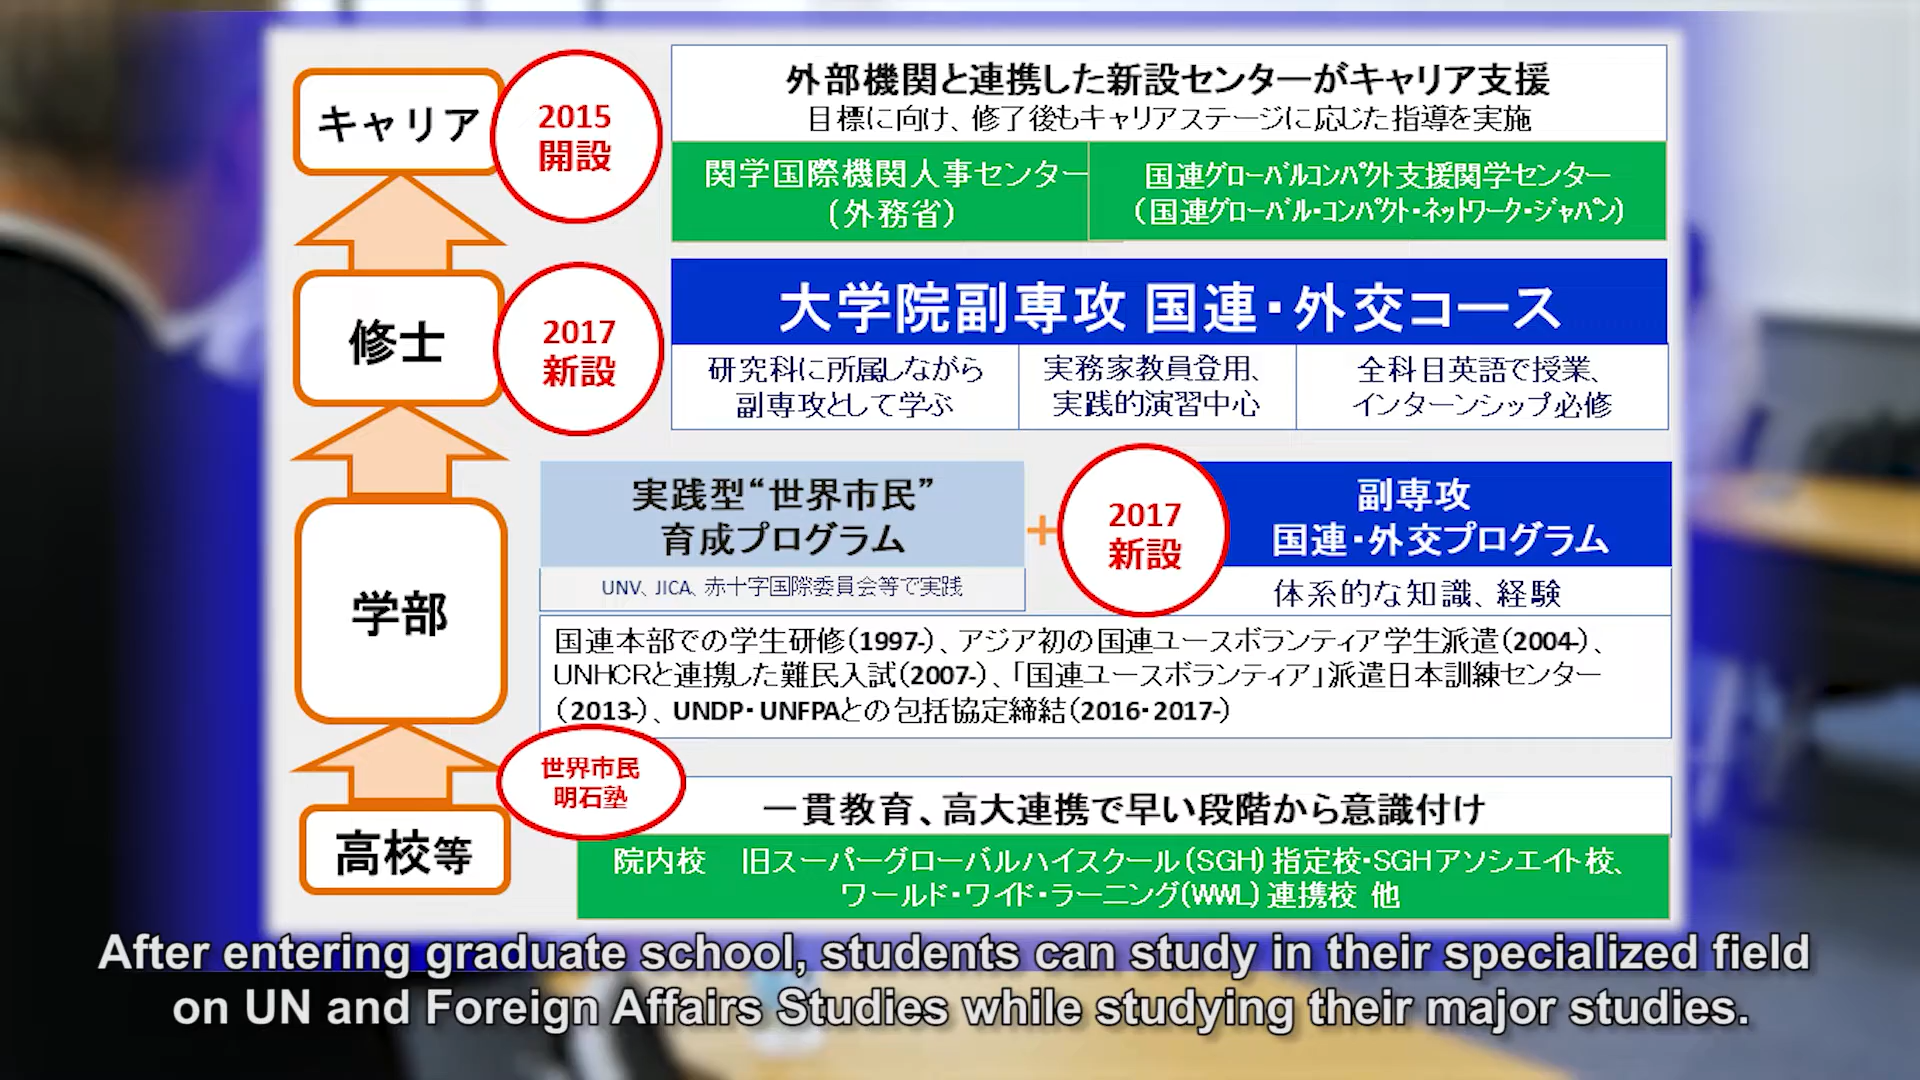 キャリア
2015
開設
外部機関と連携した新設センターがキャリア支援
目標に向け、修了後もキャリアステージに応じた指導を実施
関学国際機関人事センター
(外務省)
国連グローバルコンパクト支援関学センター
(国連グローバル・コンパクト・ネットワーク・ジャパン)
修士
2017
新設
大学院副専攻 国連・外交コース
研究科に所属しながら
副専攻として学ぶ
実務家教員登用、
実践的演習中心
全科目英語で授業、
インターンシップ必修
学部
実践型“世界市民”
育成プログラム
UNV、JICA、赤十字国際委員会等で実践
+
2017
新設
副専攻
国連・外交プログラム
体系的な知識、経験
国連本部での学生研修(1997-)、アジア初の国連ユースボランティア学生派遣(2004-)、
UNHCRと連携した難民入試(2007-)、「国連ユースボランティア」派遣日本訓練センター
(2013-)、UNDP・UNFPAとの包括協定締結(2016・2017-)
高校等
世界市民
明石塾
一貫教育、高大連携で早い段階から意識付け
院内校 旧スーパーグローバルハイスクール(SGH)指定校・SGHアソシエイト校、
ワールド・ワイド・ラーニング(WWL)連携校 他
After entering graduate school, students can study in their specialized field
on UN and Foreign Affairs Studies while studying their major studies.